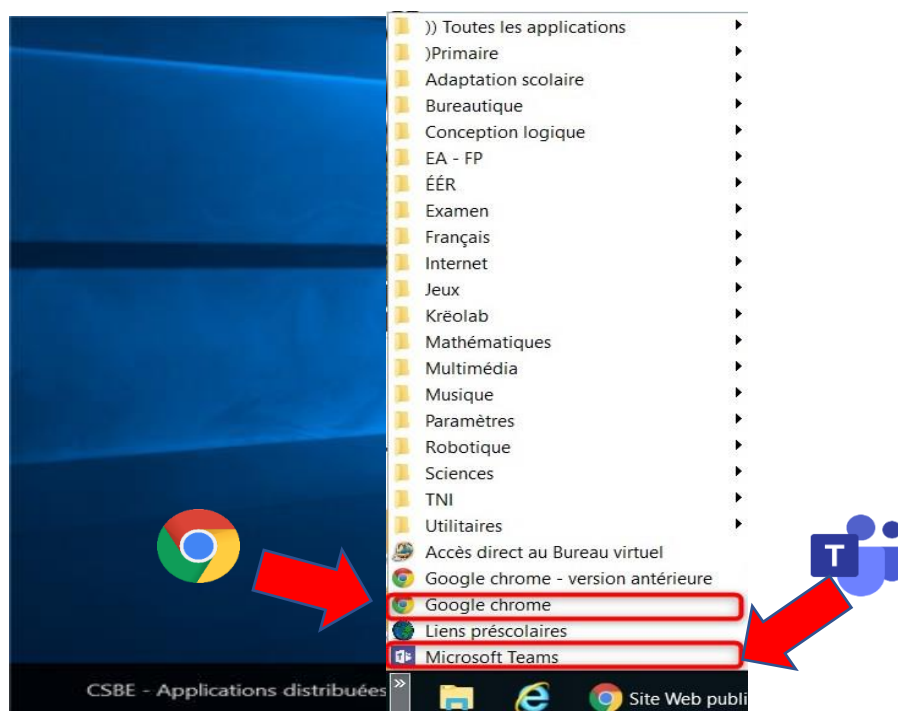 )) Toutes les applications
)Primaire
Adaptation scolaire
Bureautique
Conception logique
EA - FP
ÉÉR
Examen
Français
Internet
Jeux
Krëolab
Mathématiques
Multimédia
Musique
Paramètres
Robotique
Sciences
TNI
Utilitaires
Accès direct au Bureau virtuel
Google chrome - version antérieure
Google chrome
Liens préscolaires
Microsoft Teams
T
CSBE - Applications distribuées »
Site Web publi